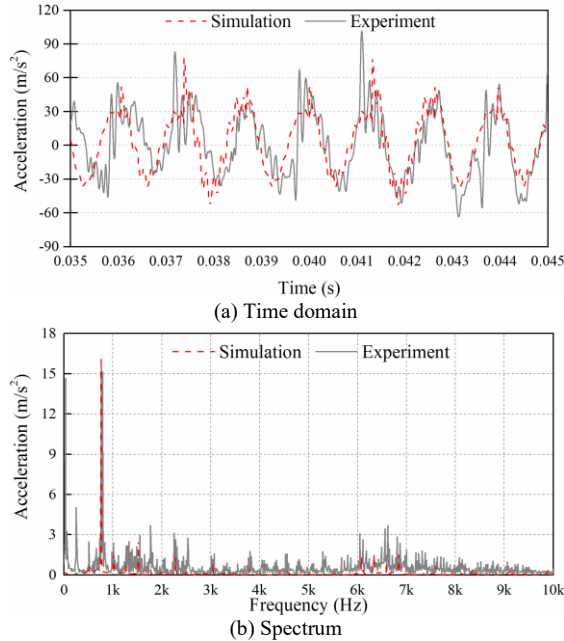 120
Simulation Experiment
90
60
30
0
-30
-60
-90
Acceleration (m/s²)
0.035 0.036 0.037 0.038 0.039 0.040 0.041 0.042 0.043 0.044 0.045
Time (s)
(a) Time domain
18
Simulation Experiment
15
12
9
6
3
0
Acceleration (m/s²)
0 1k 2k 3k 4k 5k 6k 7k 8k 9k 10k
Frequency (Hz)
(b) Spectrum